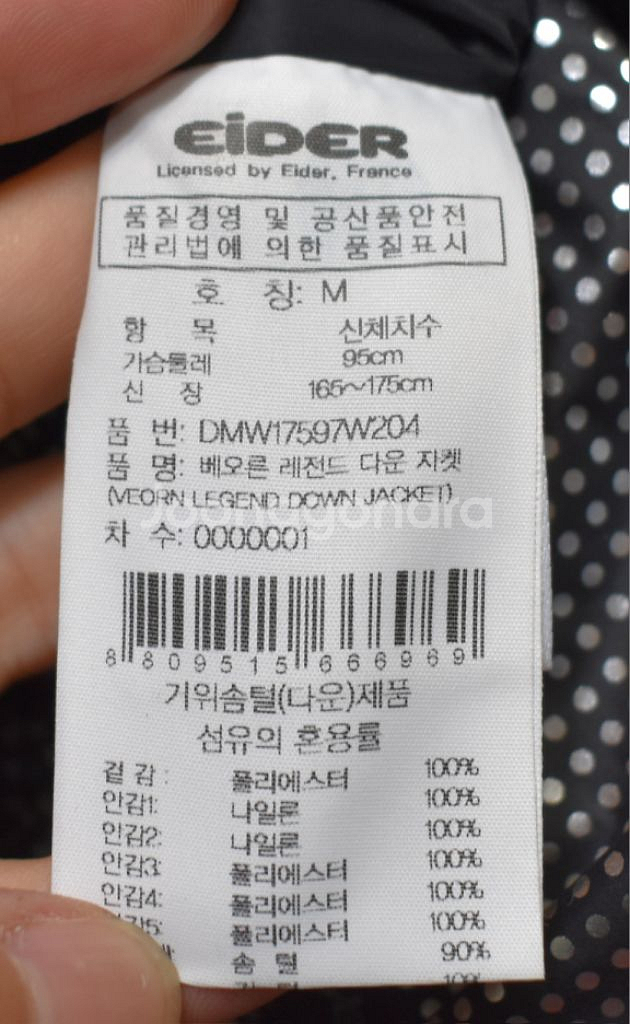 EiDER
Licensed by Eider, France
품질경영 및 공산품안전
관리법에 의한 품질표시
호 칭: M
항 목 신체치수
가슴둘레 95cm
신 장 165~175cm
품 번: DMW17597W204
품 명: 베오른 레전드 다운 자켓
(VEORN LEGEND DOWN JACKET)
차 수: 0000001
8 809515 666969
기위솜털(다운)제품
섬유의 혼용률
겉감: 폴리에스터 100%
안감1: 나일론 100%
안감2: 나일론 100%
안감3: 폴리에스터 100%
안감4: 폴리에스터 100%
안감5: 폴리에스터 100%
솜 털 90%
10%